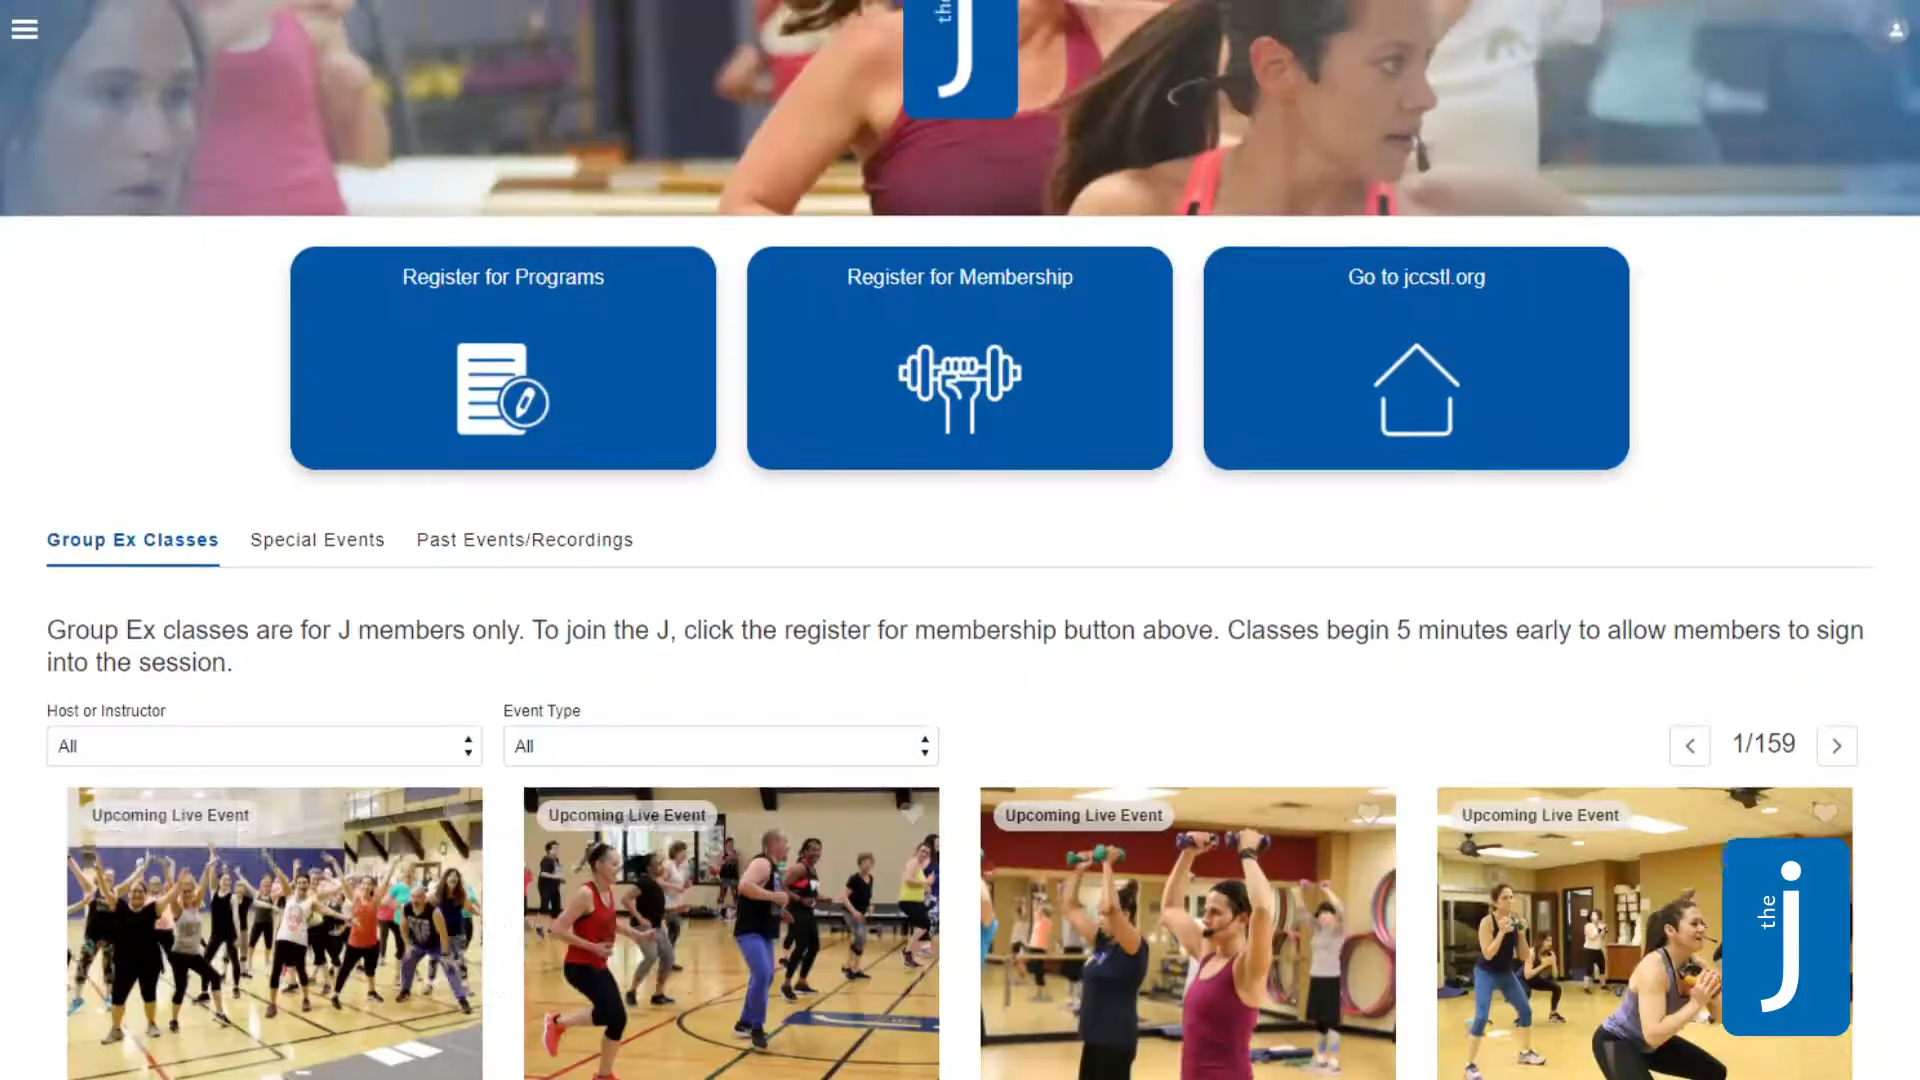 the
j
Register for Programs
Register for Membership
Go to jccstl.org
Group Ex Classes
Special Events
Past Events/Recordings
Group Ex classes are for J members only. To join the J, click the register for membership button above. Classes begin 5 minutes early to allow members to sign
into the session.
Host or Instructor
Event Type
All
All
1/159
Upcoming Live Event
Upcoming Live Event
Upcoming Live Event
Upcoming Live Event
the
j